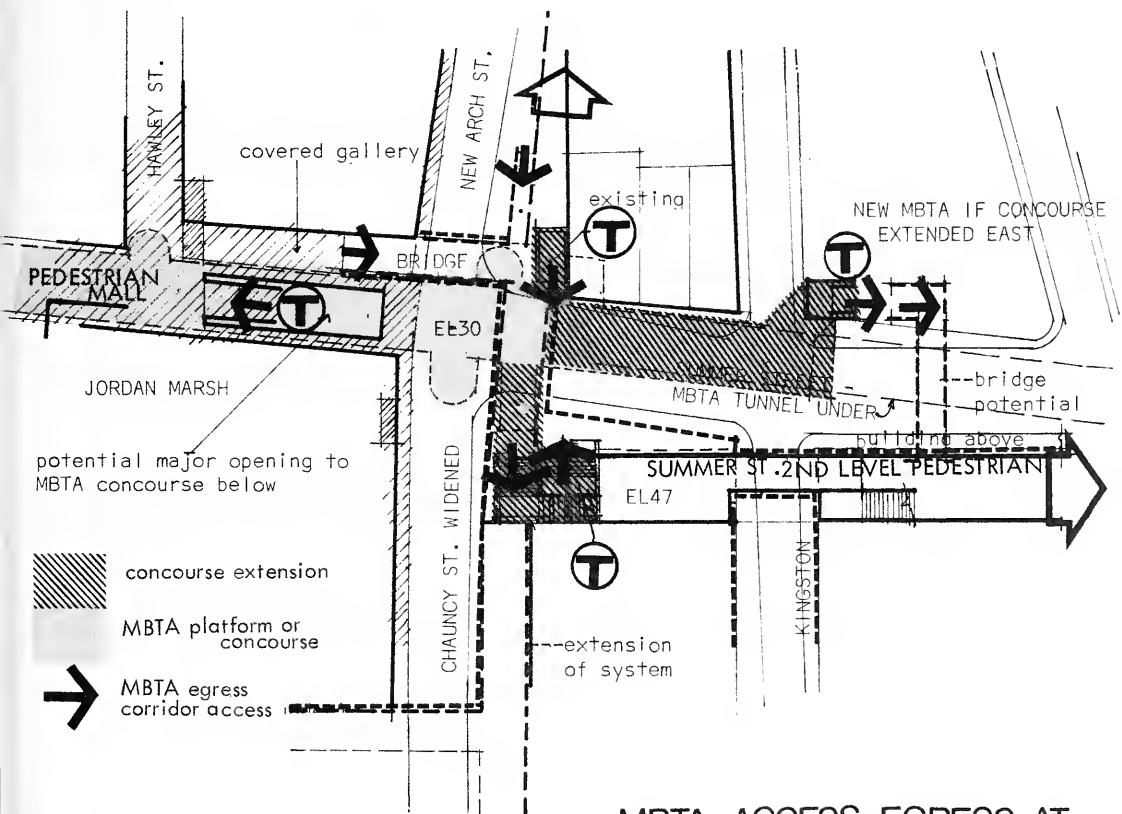 HAWLEY ST.
covered gallery
NEW ARCH ST.
existing
T
NEW MBTA IF CONCOURSE
EXTENDED EAST
T
BRIDGE
PEDESTRIAN
MALL
T
EL30
JORDAN MARSH
MBTA TUNNEL UNDER
bridge
potential
building above
potential major opening to
MBTA concourse below
SUMMER ST. 2ND LEVEL PEDESTRIAN
EL47
CHAUNCY ST. WIDENED
T
KINGSTON
concourse extension
MBTA platform or
concourse
extension
of system
MBTA egress
corridor access
MBTA ACCESS EGRESS AT